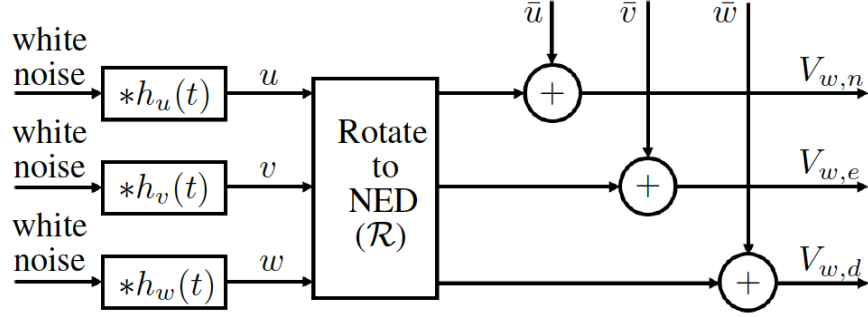 ū v̄ w̄
white
noise
*h_u(t)
u
V_{w,n}
white
noise
*h_v(t)
v
Rotate
to
NED
(ℛ)
+
+
+
V_{w,e}
white
noise
*h_w(t)
w
V_{w,d}